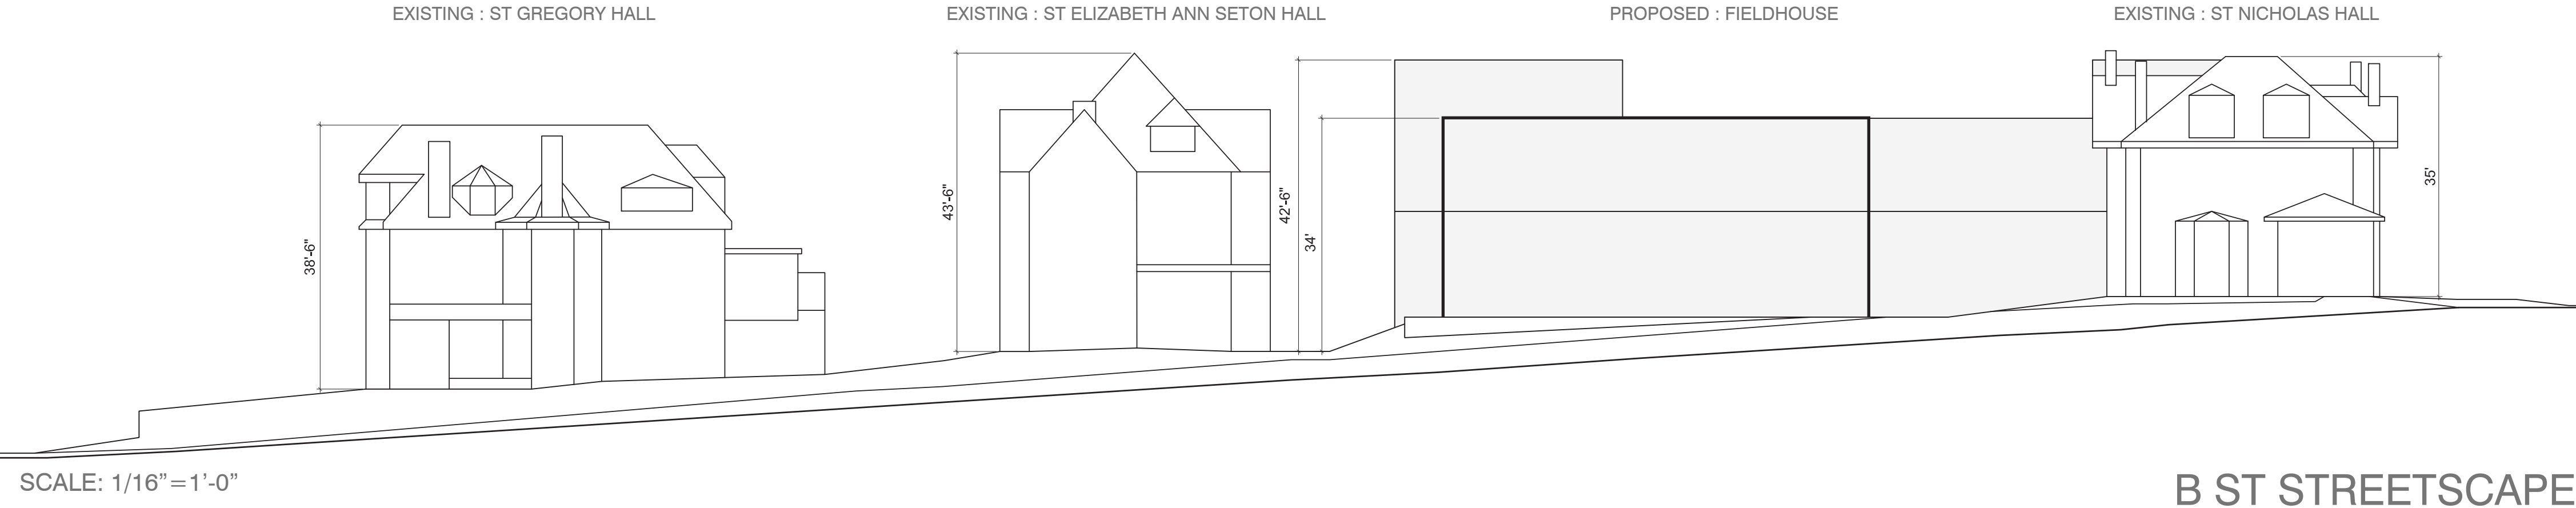 EXISTING : ST GREGORY HALL
EXISTING : ST ELIZABETH ANN SETON HALL
PROPOSED : FIELDHOUSE
EXISTING : ST NICHOLAS HALL
38'-6"
43'-6"
42'-6"
34'
35'
SCALE: 1/16”=1’-0”
B ST STREETSCAPE